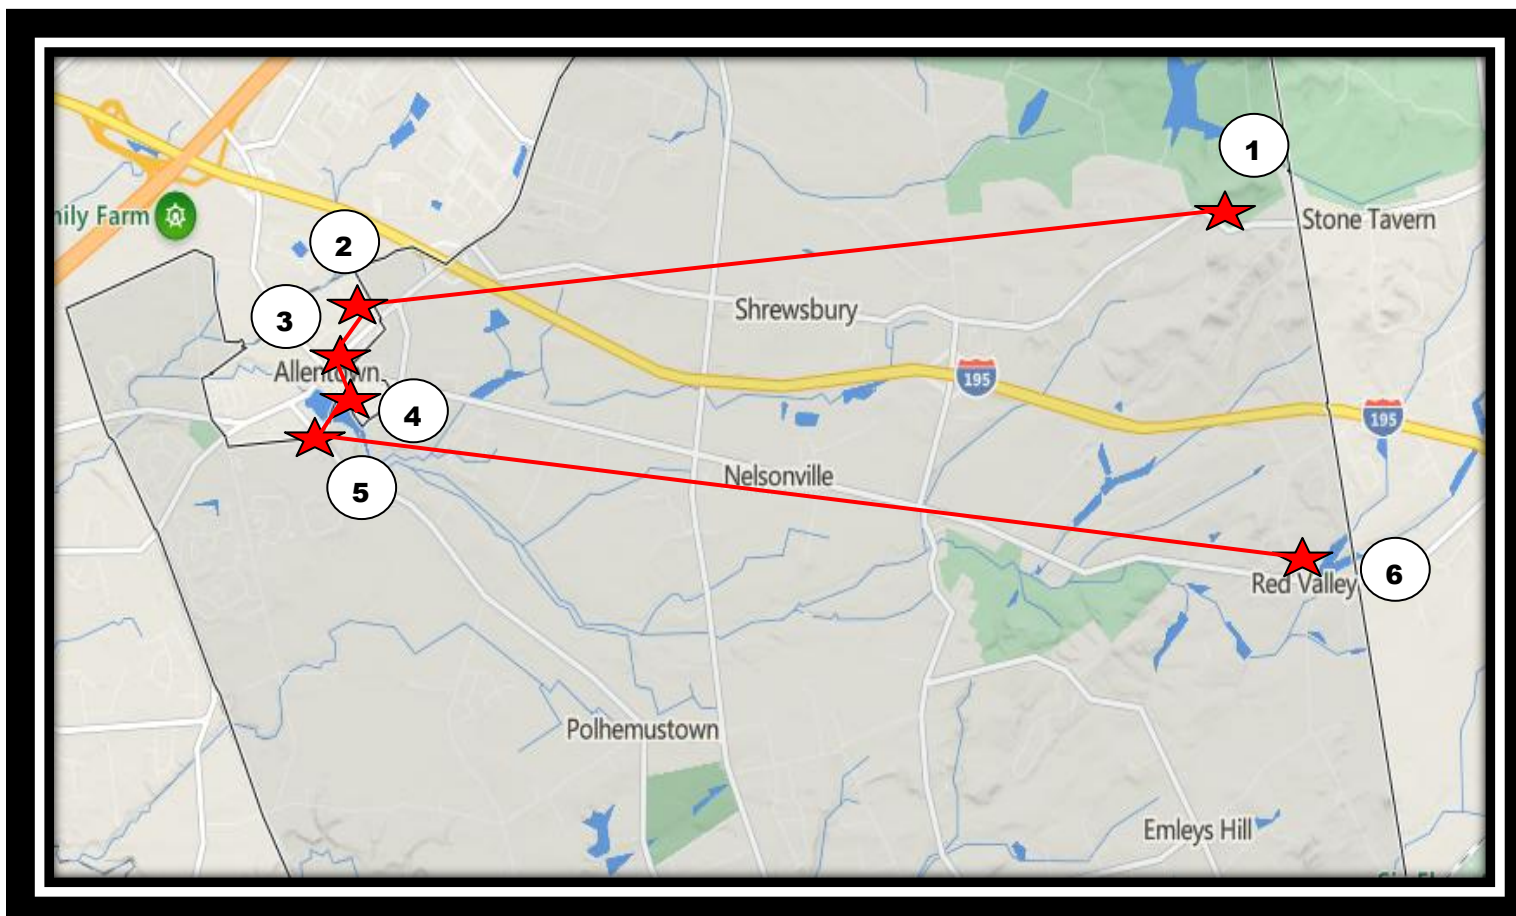 1
Stone Tavern
ily Farm
2
3
Shrewsbury
Allentown
195
195
4
Nelsonville
5
6
Red Valley
Polhemustown
Emleys Hill